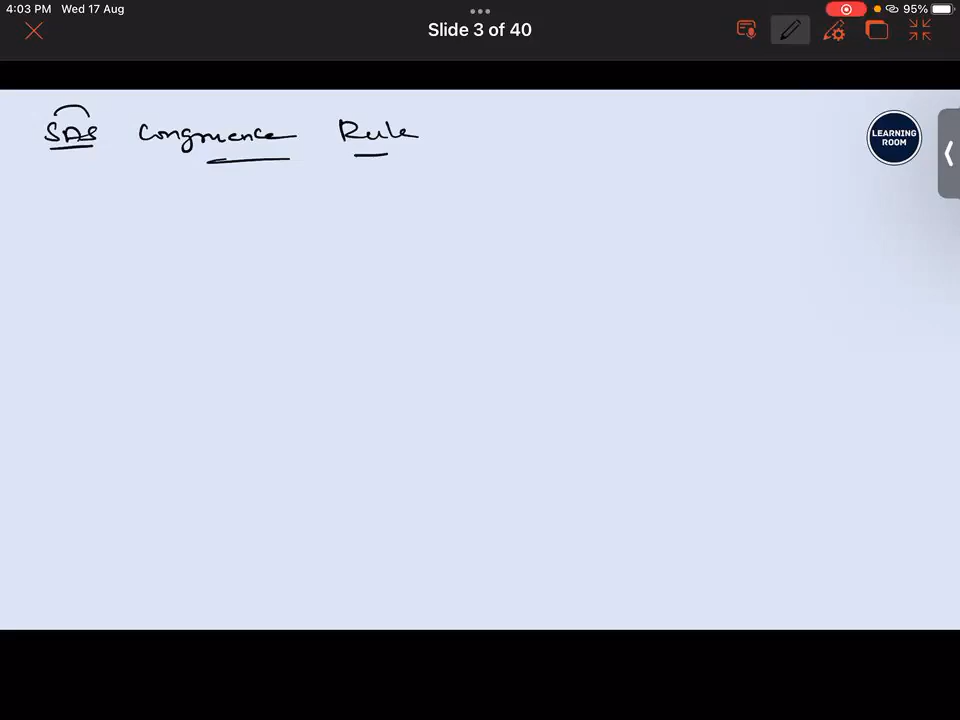 4:03 PM Wed 17 Aug
95%
Slide 3 of 40
SAS Congruence Rule
LEARNING
ROOM